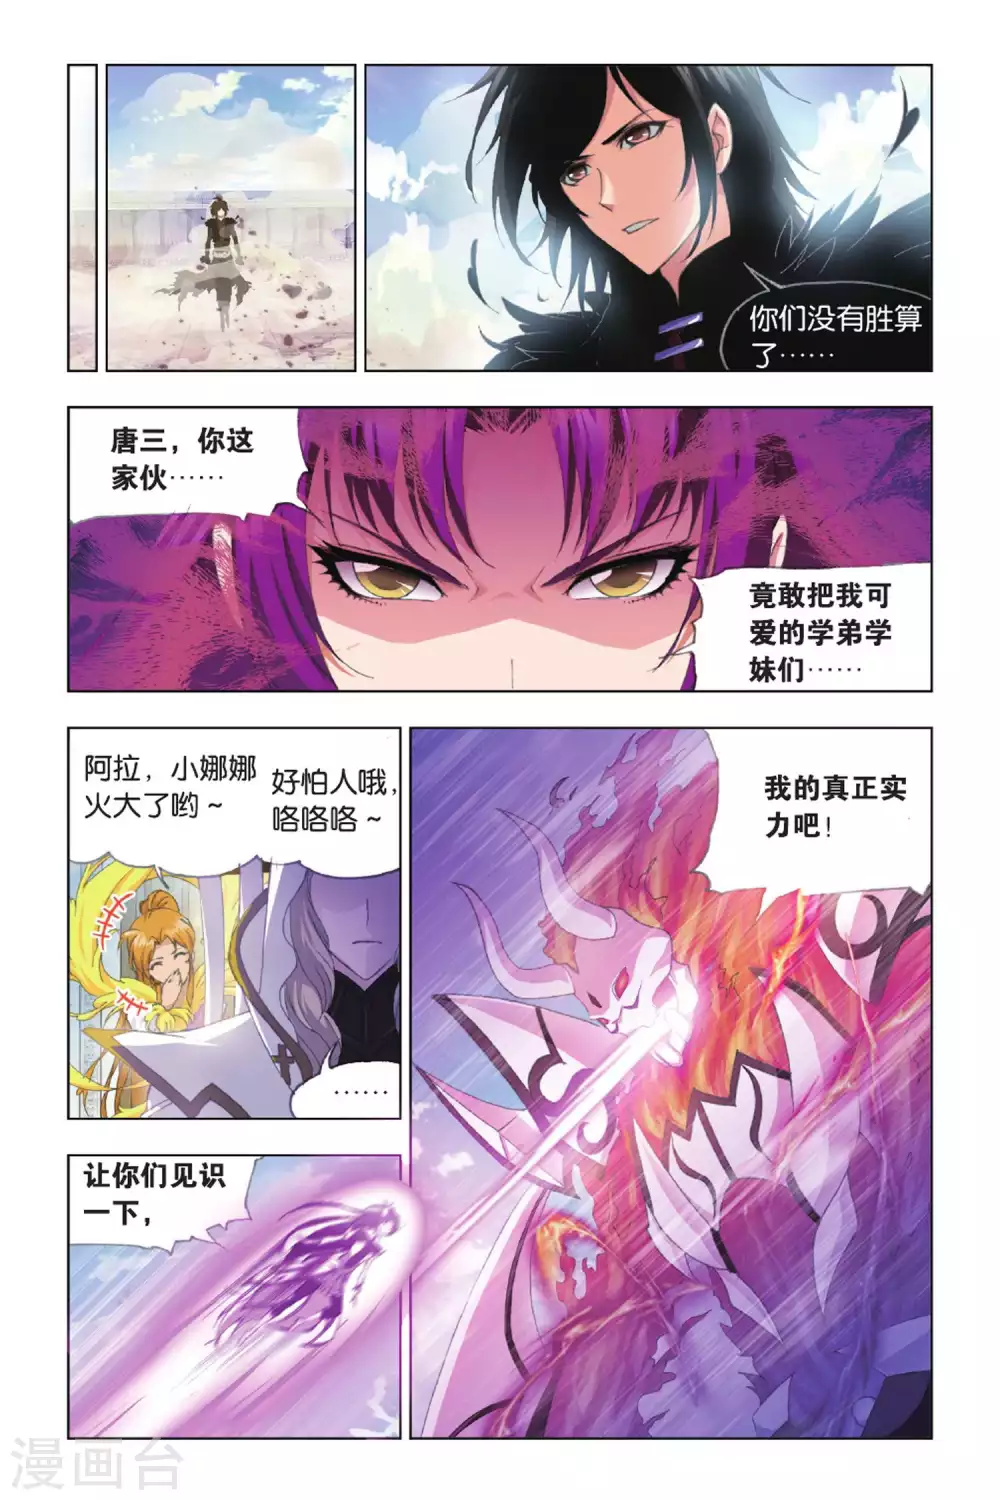 你们没有胜算
了……
唐三，你这
家伙……
竟敢把我可
爱的学弟学
妹们……
阿拉，小娜娜
火大了哟～
好怕人哦，
咯咯咯～
……
让你们见识
一下，
我的真正实
力吧！
漫画台